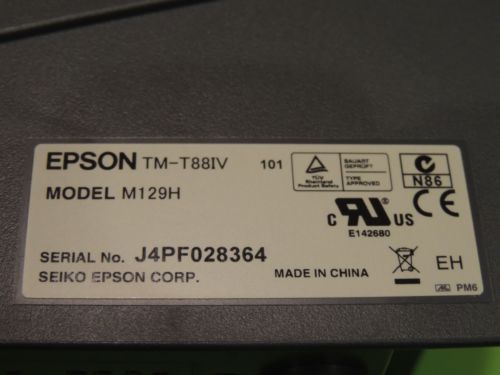 EPSON TM-T88IV 101
MODEL M129H
SERIAL No. J4PF028364
SEIKO EPSON CORP.
MADE IN CHINA
TÜV
Rheinland
Product Safety
BAUART
GEPRÜFT
TYPE
APPROVED
N86
c RU US
E142680
CE
EH
PM6